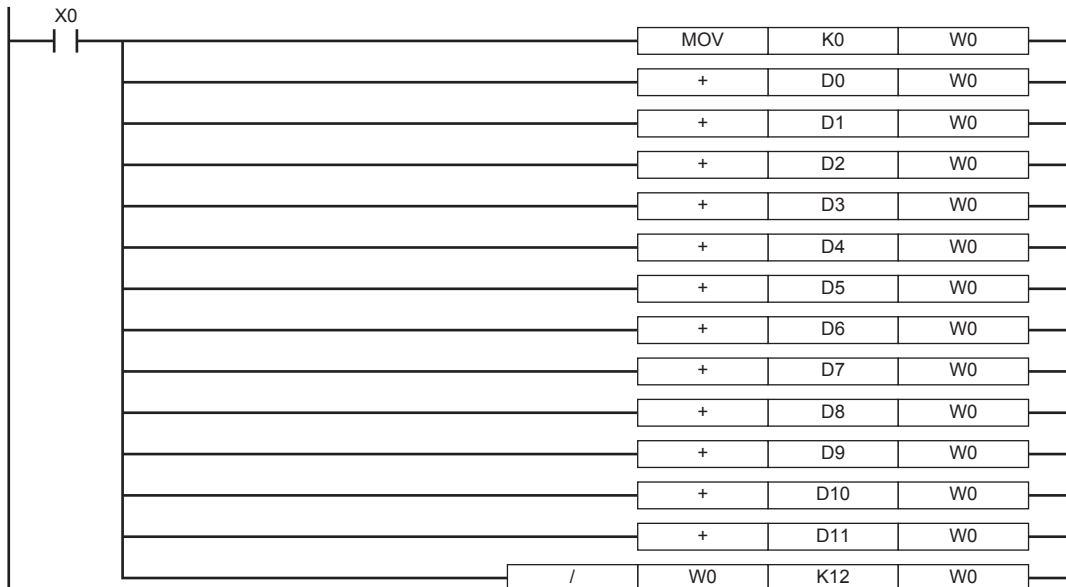 X0
MOV K0 W0
+ D0 W0
+ D1 W0
+ D2 W0
+ D3 W0
+ D4 W0
+ D5 W0
+ D6 W0
+ D7 W0
+ D8 W0
+ D9 W0
+ D10 W0
+ D11 W0
/ W0 K12 W0